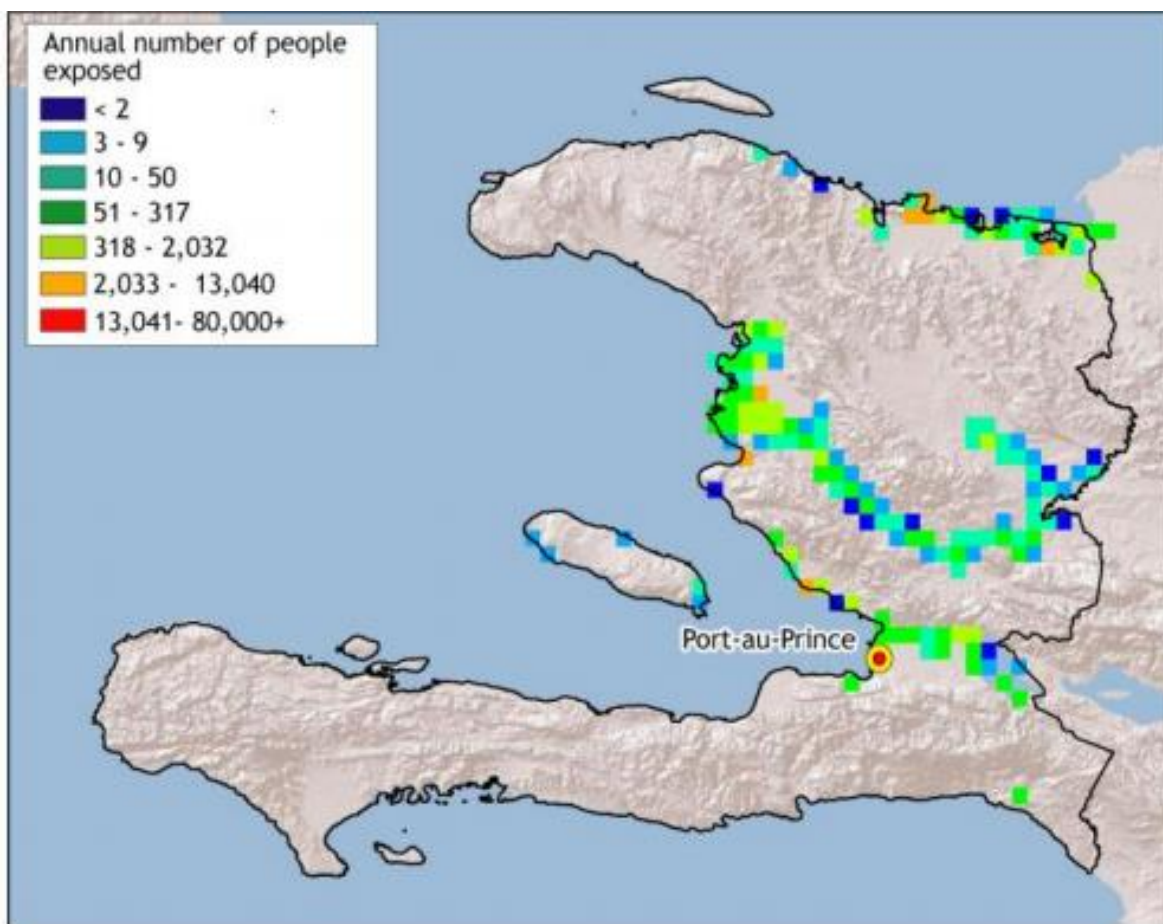 Annual number of people
exposed
< 2
3 - 9
10 - 50
51 - 317
318 - 2,032
2,033 - 13,040
13,041- 80,000+
Port-au-Prince